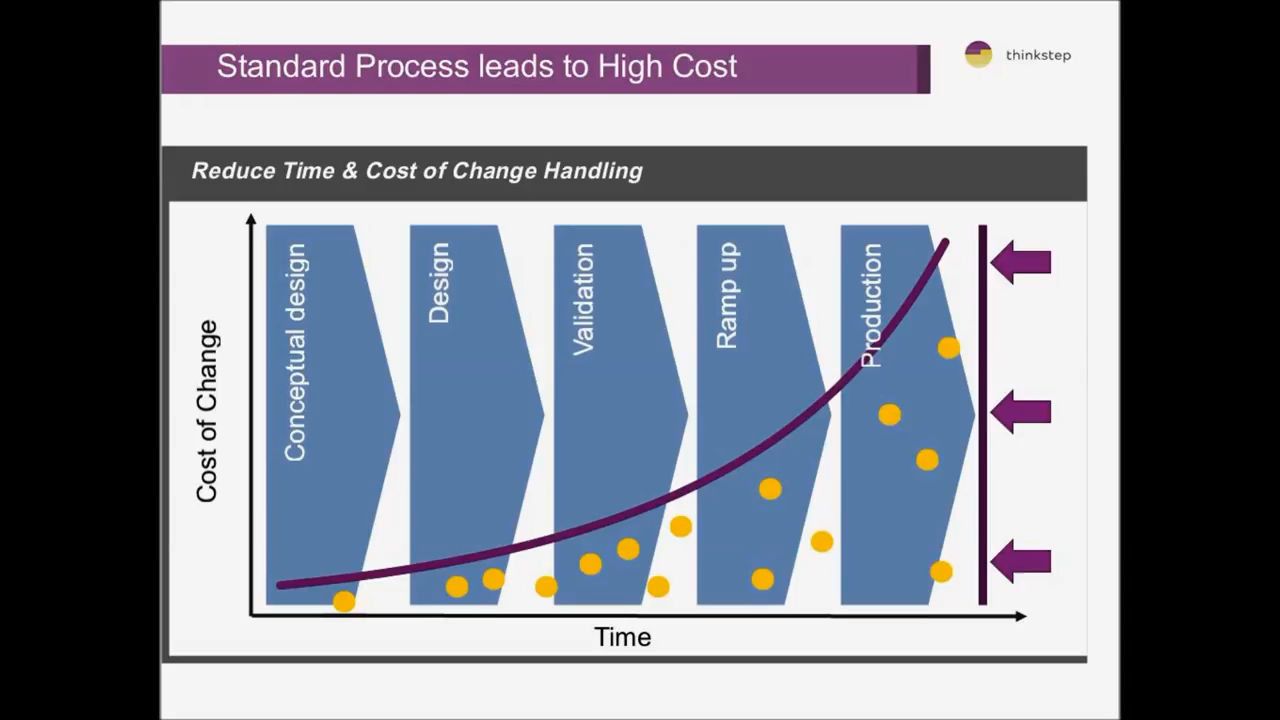 Standard Process leads to High Cost
thinkstep
Reduce Time & Cost of Change Handling
Cost of Change
Conceptual design
Design
Validation
Ramp up
Production
Time